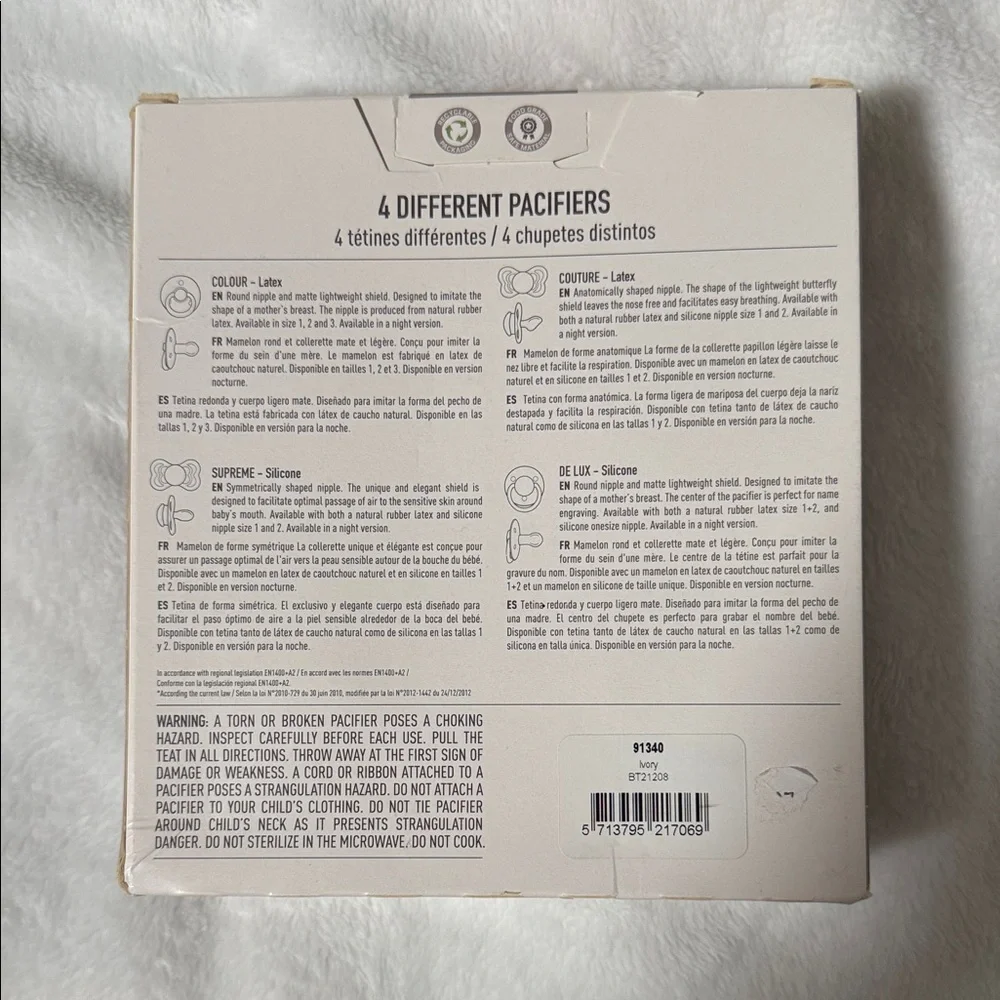 RECYCLABLE PACKAGING
FOOD GRADE SAFE MATERIAL
4 DIFFERENT PACIFIERS
4 tétines différentes / 4 chupetes distintos
COLOUR – Latex
EN Round nipple and matte lightweight shield. Designed to imitate the
shape of a mother's breast. The nipple is produced from natural rubber
latex. Available in size 1, 2 and 3. Available in a night version.
FR Mamelon rond et collerette mate et légère. Conçu pour imiter la
forme du sein d'une mère. Le mamelon est fabriqué en latex de
caoutchouc naturel. Disponible en tailles 1, 2 et 3. Disponible en version
nocturne.
ES Tetina redonda y cuerpo ligero mate. Diseñado para imitar la forma del pecho de
una madre. La tetina está fabricada con látex de caucho natural. Disponible en las
tallas 1, 2 y 3. Disponible en versión para la noche.
COUTURE – Latex
EN Anatomically shaped nipple. The shape of the lightweight butterfly
shield leaves the nose free and facilitates easy breathing. Available with
both a natural rubber latex and silicone nipple size 1 and 2. Available in
a night version.
FR Mamelon de forme anatomique La forme de la collerette papillon légère laisse le
nez libre et facilite la respiration. Disponible avec un mamelon en latex de caoutchouc
naturel et en silicone en tailles 1 et 2. Disponible en version nocturne.
ES Tetina con forma anatómica. La forma ligera de mariposa del cuerpo deja la nariz
destapada y facilita la respiración. Disponible con tetina tanto de látex de caucho
natural como de silicona en las tallas 1 y 2. Disponible en versión para la noche.
SUPREME – Silicone
EN Symmetrically shaped nipple. The unique and elegant shield is
designed to facilitate optimal passage of air to the sensitive skin around
baby's mouth. Available with both a natural rubber latex and silicone
nipple size 1 and 2. Available in a night version.
FR Mamelon de forme symétrique La collerette unique et élégante est conçue pour
assurer un passage optimal de l'air vers la peau sensible autour de la bouche du bébé.
Disponible avec un mamelon en latex de caoutchouc naturel et en silicone en tailles 1
et 2. Disponible en version nocturne.
ES Tetina de forma simétrica. El exclusivo y elegante cuerpo está diseñado para
facilitar el paso óptimo de aire a la piel sensible alrededor de la boca del bebé.
Disponible con tetina tanto de látex de caucho natural como de silicona en las tallas 1
y 2. Disponible en versión para la noche.
DE LUX – Silicone
EN Round nipple and matte lightweight shield. Designed to imitate the
shape of a mother's breast. The center of the pacifier is perfect for name
engraving. Available with both a natural rubber latex size 1+2, and
silicone onesize nipple. Available in a night version.
FR Mamelon rond et collerette mate et légère. Conçu pour imiter la
forme du sein d'une mère. Le centre de la tétine est parfait pour la
gravure du nom. Disponible avec un mamelon en latex de caoutchouc naturel en tailles
1+2 et un mamelon en silicone de taille unique. Disponible en version nocturne.
ES Tetina redonda y cuerpo ligero mate. Diseñado para imitar la forma del pecho de
una madre. El centro del chupete es perfecto para grabar el nombre del bebé.
Disponible con tetina tanto de látex de caucho natural en las tallas 1+2 como de
silicona en talla única. Disponible en versión para la noche.
In accordance with regional legislation EN1400+A2 / En accord avec les normes EN1400+A2 /
Conforme con la legislación regional EN1400+A2.
*According the current law / Selon la loi N°2010-729 du 30 juin 2010, modifiée par la loi N°2012-1442 du 24/12/2012
WARNING: A TORN OR BROKEN PACIFIER POSES A CHOKING
HAZARD. INSPECT CAREFULLY BEFORE EACH USE. PULL THE
TEAT IN ALL DIRECTIONS. THROW AWAY AT THE FIRST SIGN OF
DAMAGE OR WEAKNESS. A CORD OR RIBBON ATTACHED TO A
PACIFIER POSES A STRANGULATION HAZARD. DO NOT ATTACH A
PACIFIER TO YOUR CHILD'S CLOTHING. DO NOT TIE PACIFIER
AROUND CHILD'S NECK AS IT PRESENTS STRANGULATION
DANGER. DO NOT STERILIZE IN THE MICROWAVE. DO NOT COOK.
91340
Ivory
BT21208
5 713795 217069